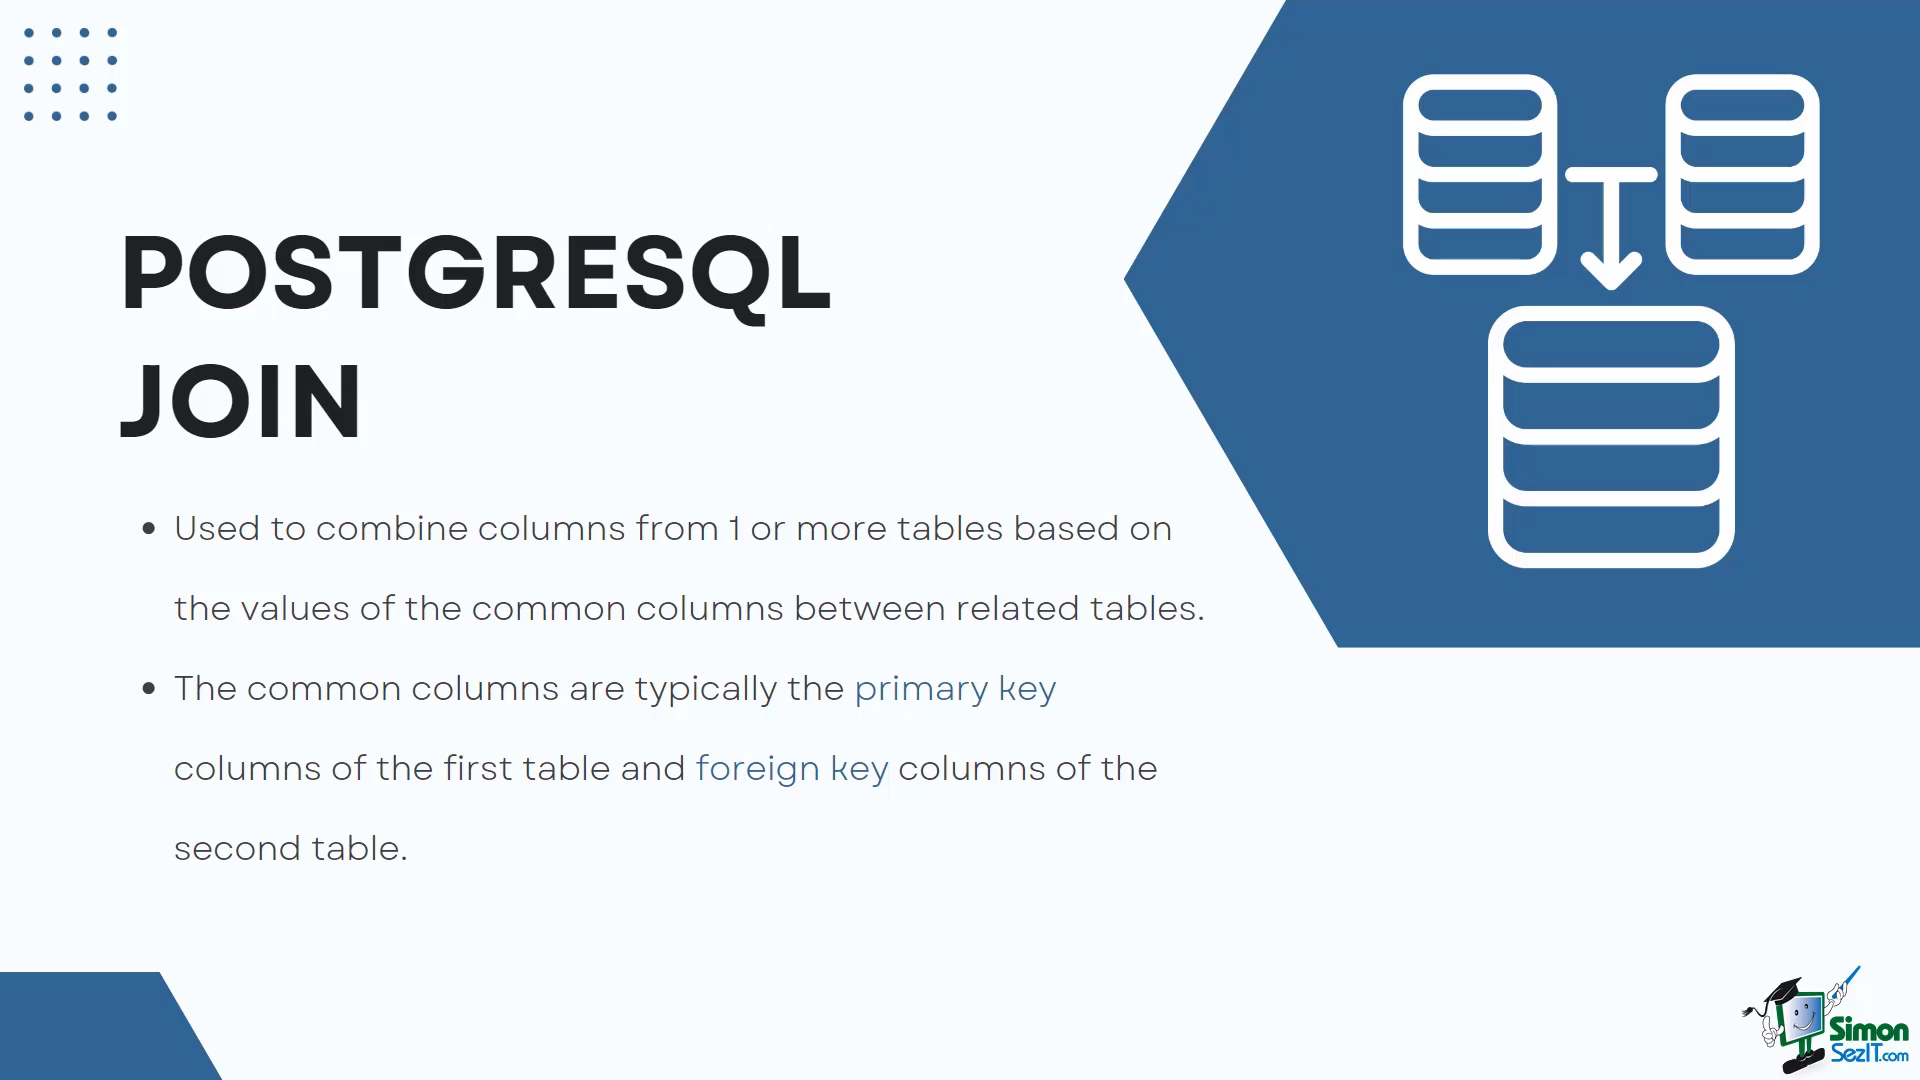 POSTGRESQL
JOIN
• Used to combine columns from 1 or more tables based on
the values of the common columns between related tables.
• The common columns are typically the primary key
columns of the first table and foreign key columns of the
second table.
Simon
SezIT.com